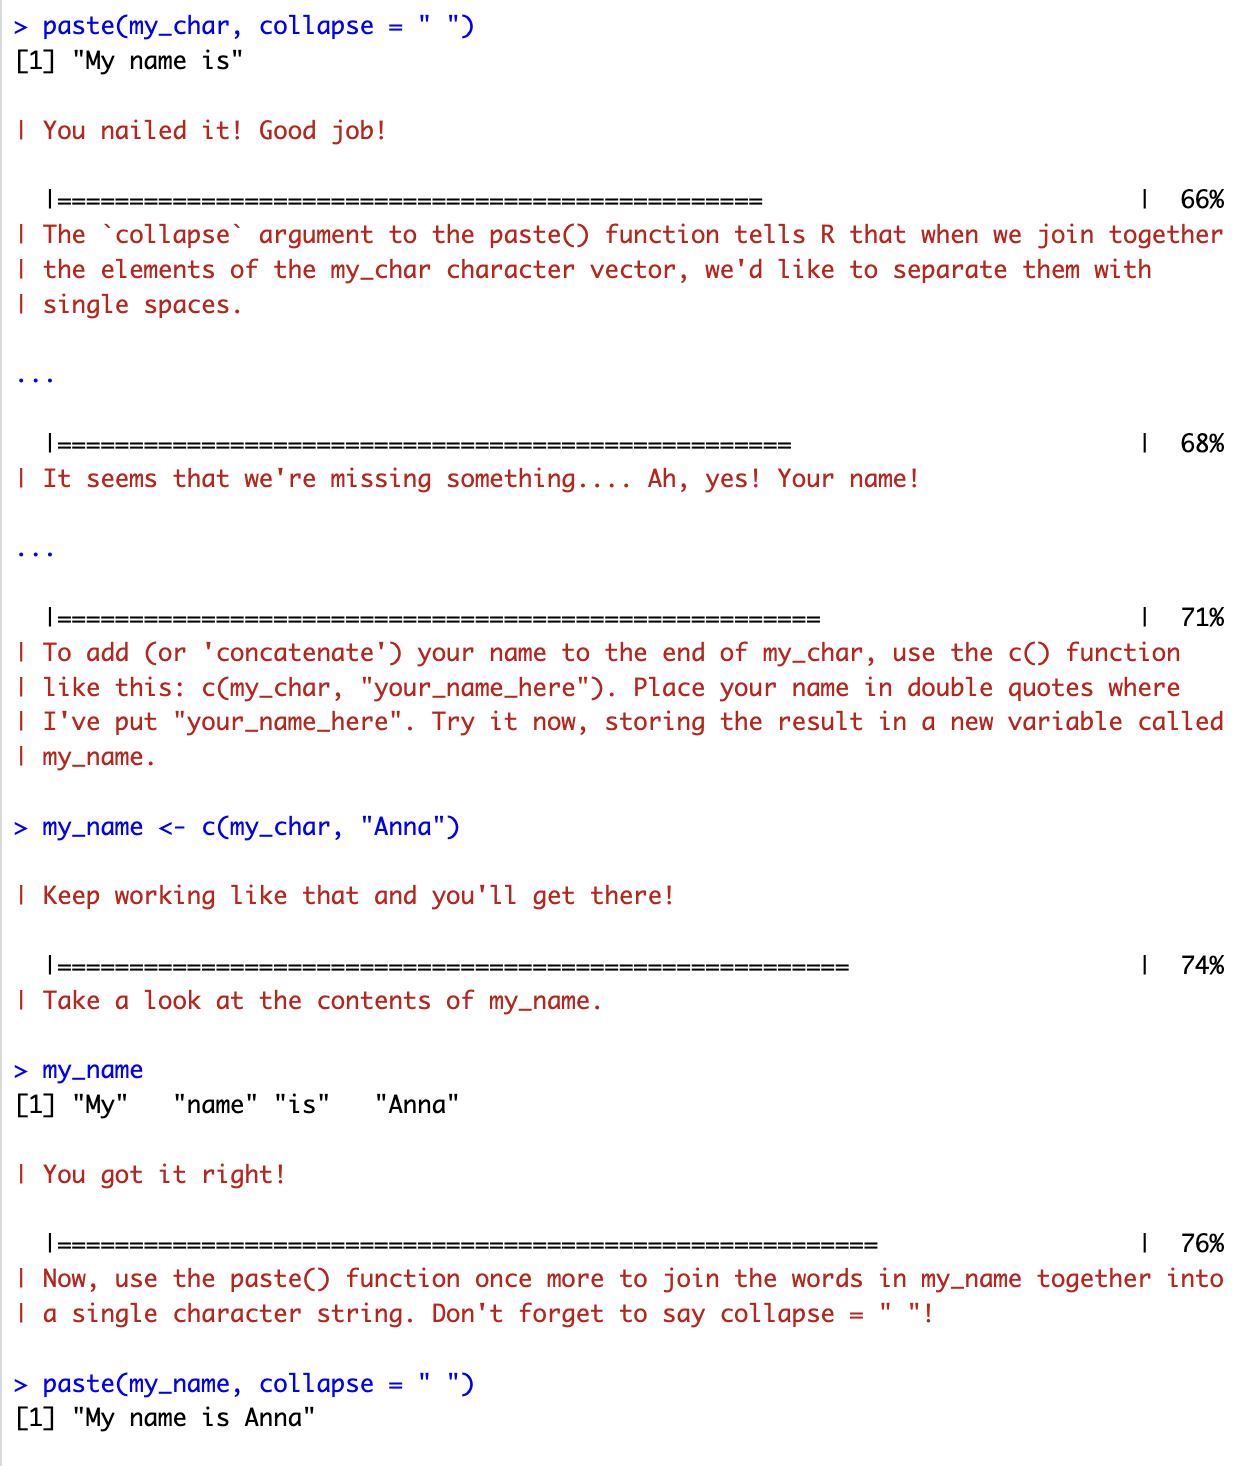 > paste(my_char, collapse = " ")
[1] "My name is"
| You nailed it! Good job!
|================================================= | 66%
| The `collapse` argument to the paste() function tells R that when we join together
| the elements of the my_char character vector, we'd like to separate them with
| single spaces.
...
|=================================================== | 68%
| It seems that we're missing something.... Ah, yes! Your name!
...
|===================================================== | 71%
| To add (or 'concatenate') your name to the end of my_char, use the c() function
| like this: c(my_char, "your_name_here"). Place your name in double quotes where
| I've put "your_name_here". Try it now, storing the result in a new variable called
| my_name.
> my_name <- c(my_char, "Anna")
| Keep working like that and you'll get there!
|======================================================= | 74%
| Take a look at the contents of my_name.
> my_name
[1] "My"   "name" "is"   "Anna"
| You got it right!
|========================================================= | 76%
| Now, use the paste() function once more to join the words in my_name together into
| a single character string. Don't forget to say collapse = " "!
> paste(my_name, collapse = " ")
[1] "My name is Anna"